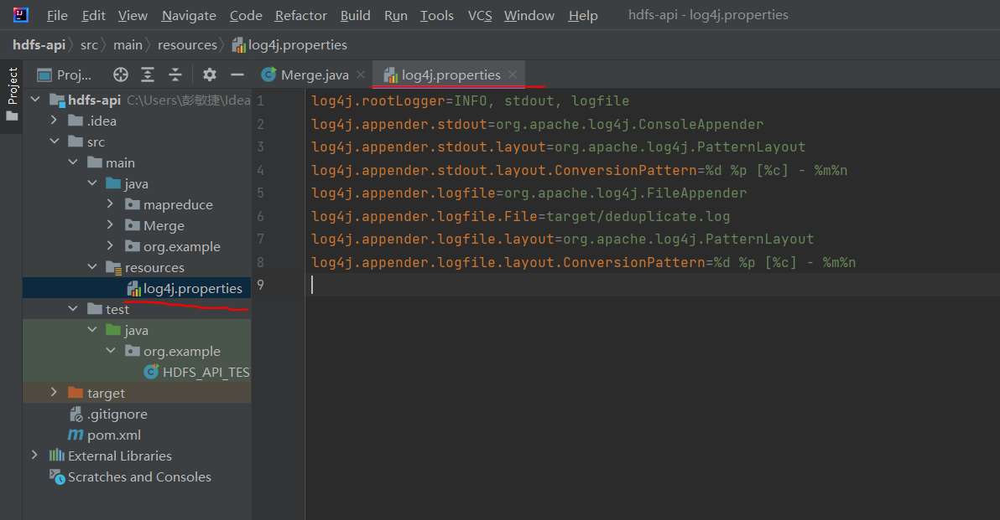 File Edit View Navigate Code Refactor Build Run Tools VCS Window Help hdfs-api - log4j.properties
hdfs-api src main resources log4j.properties
Project
Proj... Merge.java log4j.properties
hdfs-api C:\Users\彭敏捷\Idea
.idea
src
main
java
mapreduce
Merge
org.example
resources
log4j.properties
test
java
org.example
HDFS_API_TES
target
.gitignore
pom.xml
External Libraries
Scratches and Consoles
1 log4j.rootLogger=INFO, stdout, logfile
2 log4j.appender.stdout=org.apache.log4j.ConsoleAppender
3 log4j.appender.stdout.layout=org.apache.log4j.PatternLayout
4 log4j.appender.stdout.layout.ConversionPattern=%d %p [%c] - %m%n
5 log4j.appender.logfile=org.apache.log4j.FileAppender
6 log4j.appender.logfile.File=target/deduplicate.log
7 log4j.appender.logfile.layout=org.apache.log4j.PatternLayout
8 log4j.appender.logfile.layout.ConversionPattern=%d %p [%c] - %m%n
9